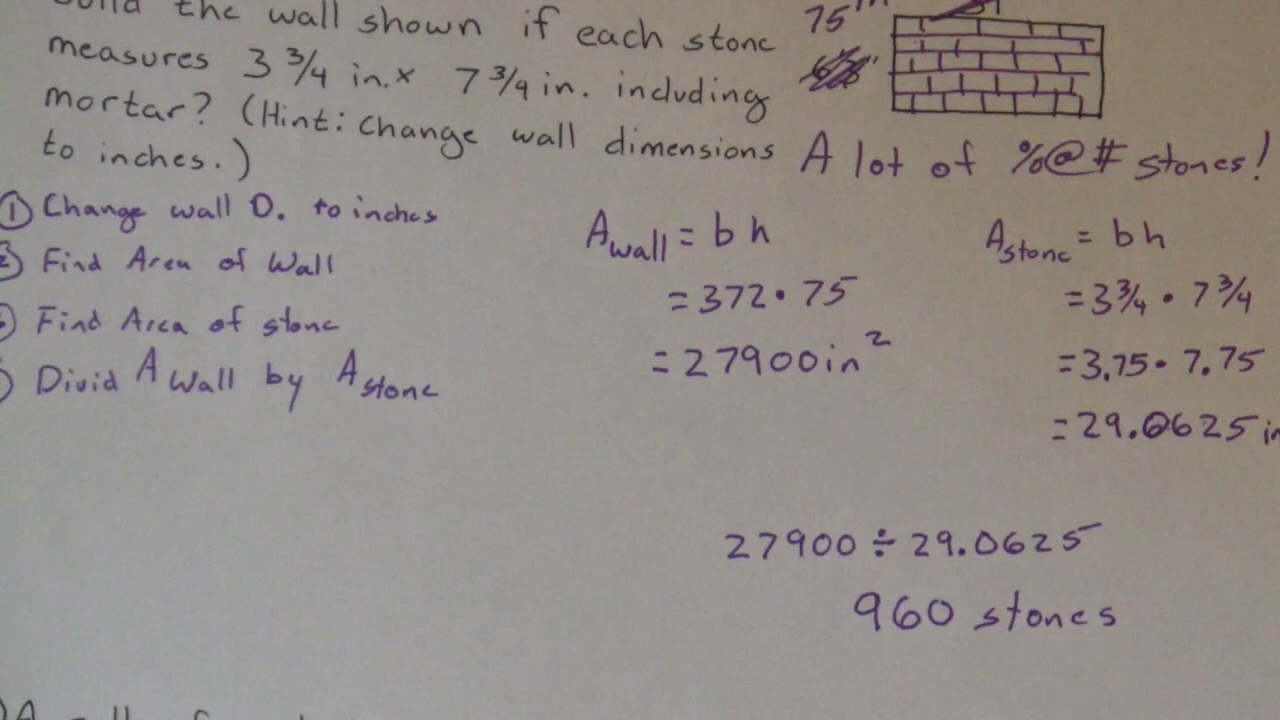 the wall shown if each stone
measures 3 3/4 in. x 7 3/4 in. including
mortar? (Hint: Change wall dimensions
to inches.)
75 in
A lot of %@# stones!
① Change wall D. to inches
② Find Area of Wall
Find Area of stone
Divid A wall by A stone
A wall = b h
= 372 • 75
= 27900 in²
A stone = b h
= 3 3/4 • 7 3/4
= 3.75 • 7.75
= 29.0625 in
27900 ÷ 29.0625
960 stones